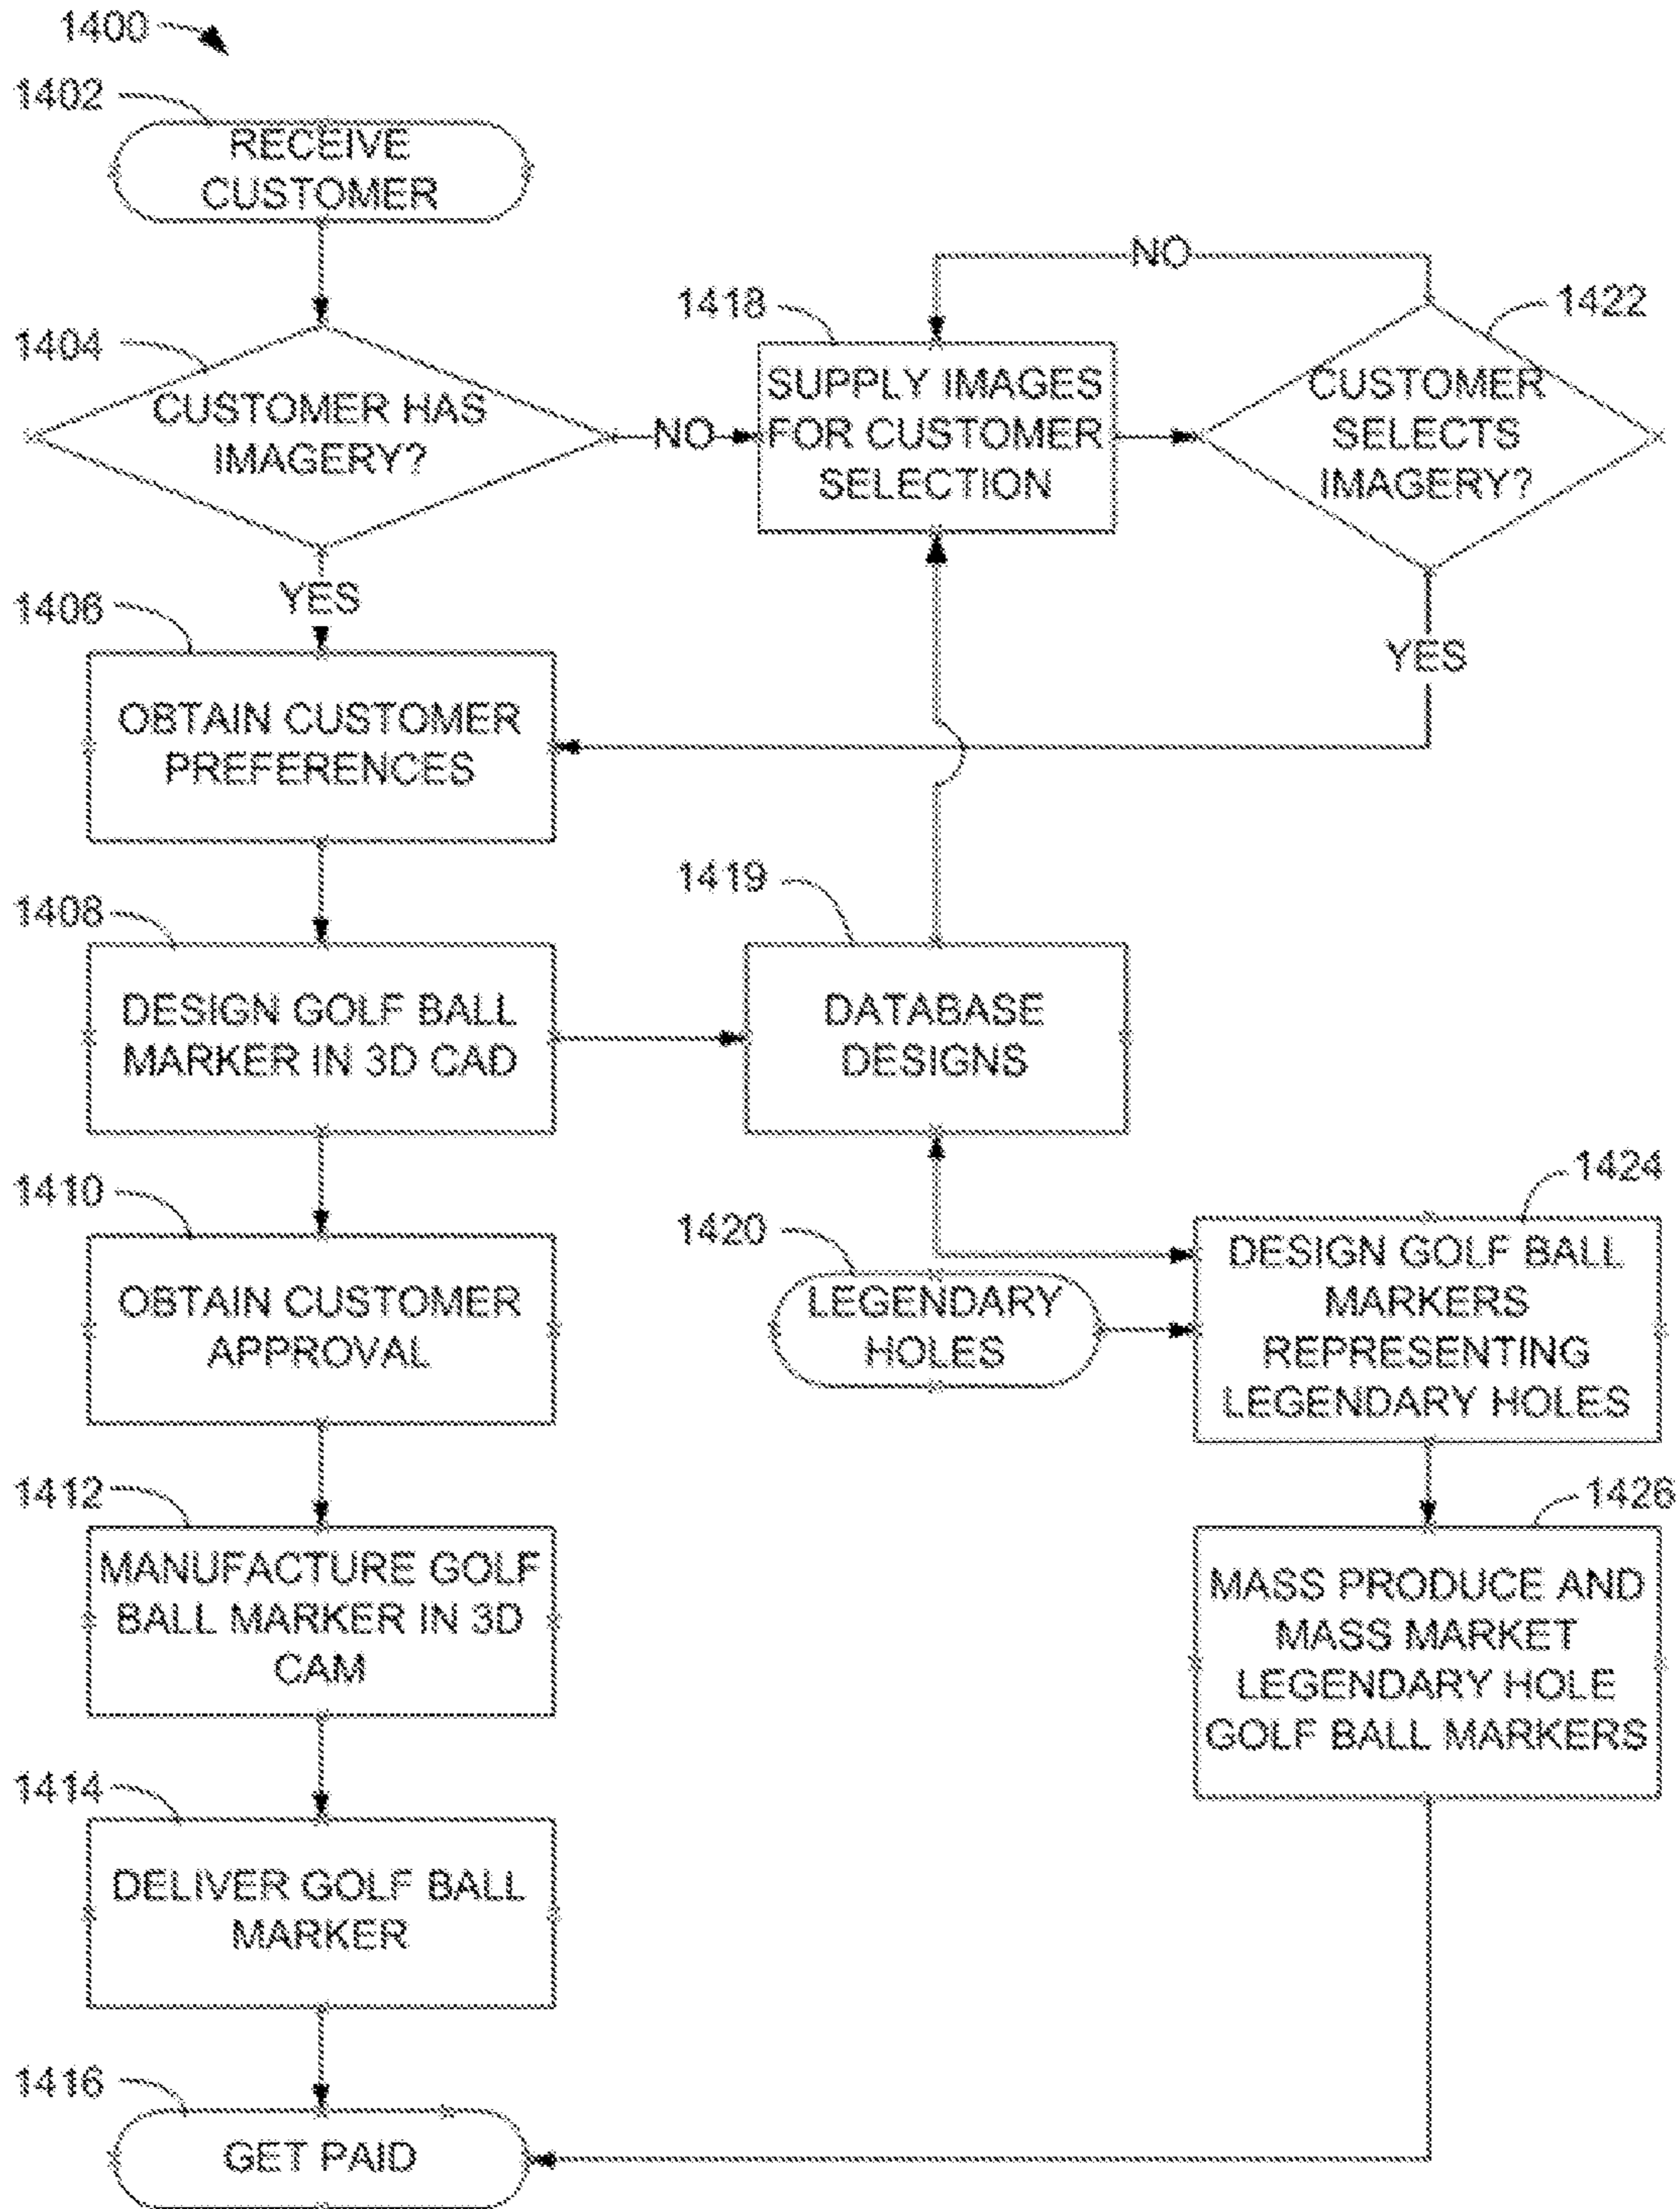 1400
1402
RECEIVE
CUSTOMER
NO
1404
CUSTOMER HAS
IMAGERY?
NO
1418
SUPPLY IMAGES
FOR CUSTOMER
SELECTION
1422
CUSTOMER
SELECTS
IMAGERY?
YES
YES
1406
OBTAIN CUSTOMER
PREFERENCES
1408
DESIGN GOLF BALL
MARKER IN 3D CAD
1419
DATABASE
DESIGNS
1410
OBTAIN CUSTOMER
APPROVAL
1420
LEGENDARY
HOLES
1424
DESIGN GOLF BALL
MARKERS
REPRESENTING
LEGENDARY HOLES
1412
MANUFACTURE GOLF
BALL MARKER IN 3D
CAM
1426
MASS PRODUCE AND
MASS MARKET
LEGENDARY HOLE
GOLF BALL MARKERS
1414
DELIVER GOLF BALL
MARKER
1416
GET PAID